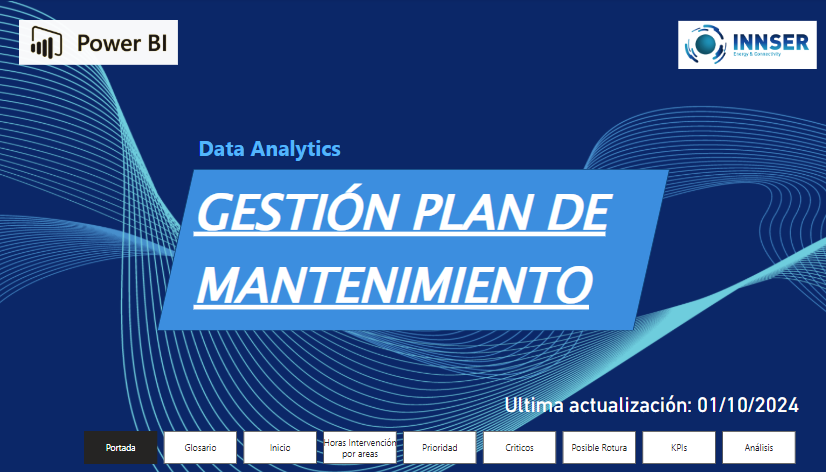 Power BI
INNSER
Energy & Connectivity
Data Analytics
GESTIÓN PLAN DE
MANTENIMIENTO
Ultima actualización: 01/10/2024
Portada
Glosario
Inicio
Horas Intervención
por areas
Prioridad
Criticos
Posible Rotura
KPIs
Análisis